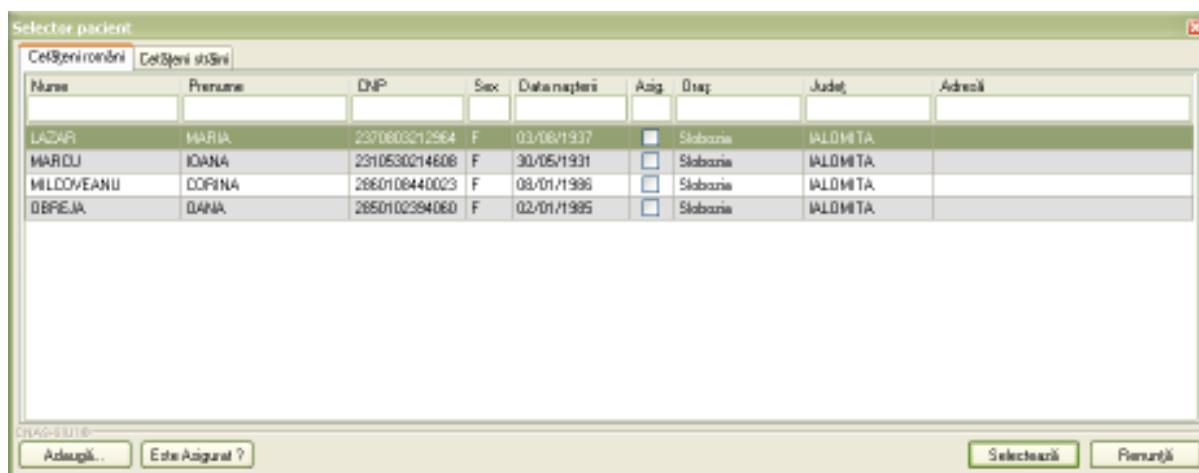 Selector pacient
Cetățeni români Cetățeni străini
Nume Prenume CNP Sex Data nașterii Asig. Oraș Județ Adresă
LAZAR MARIA 2370803212964 F 03/08/1937 Slobozia IALOMITA
MARCU IOANA 2310530214608 F 30/05/1931 Slobozia IALOMITA
MILCOVEANU CORINA 2860108440023 F 08/01/1986 Slobozia IALOMITA
OBREJA OANA 2850102394060 F 02/01/1985 Slobozia IALOMITA
Adaugă... Este Asigurat ? Selectează Renunță